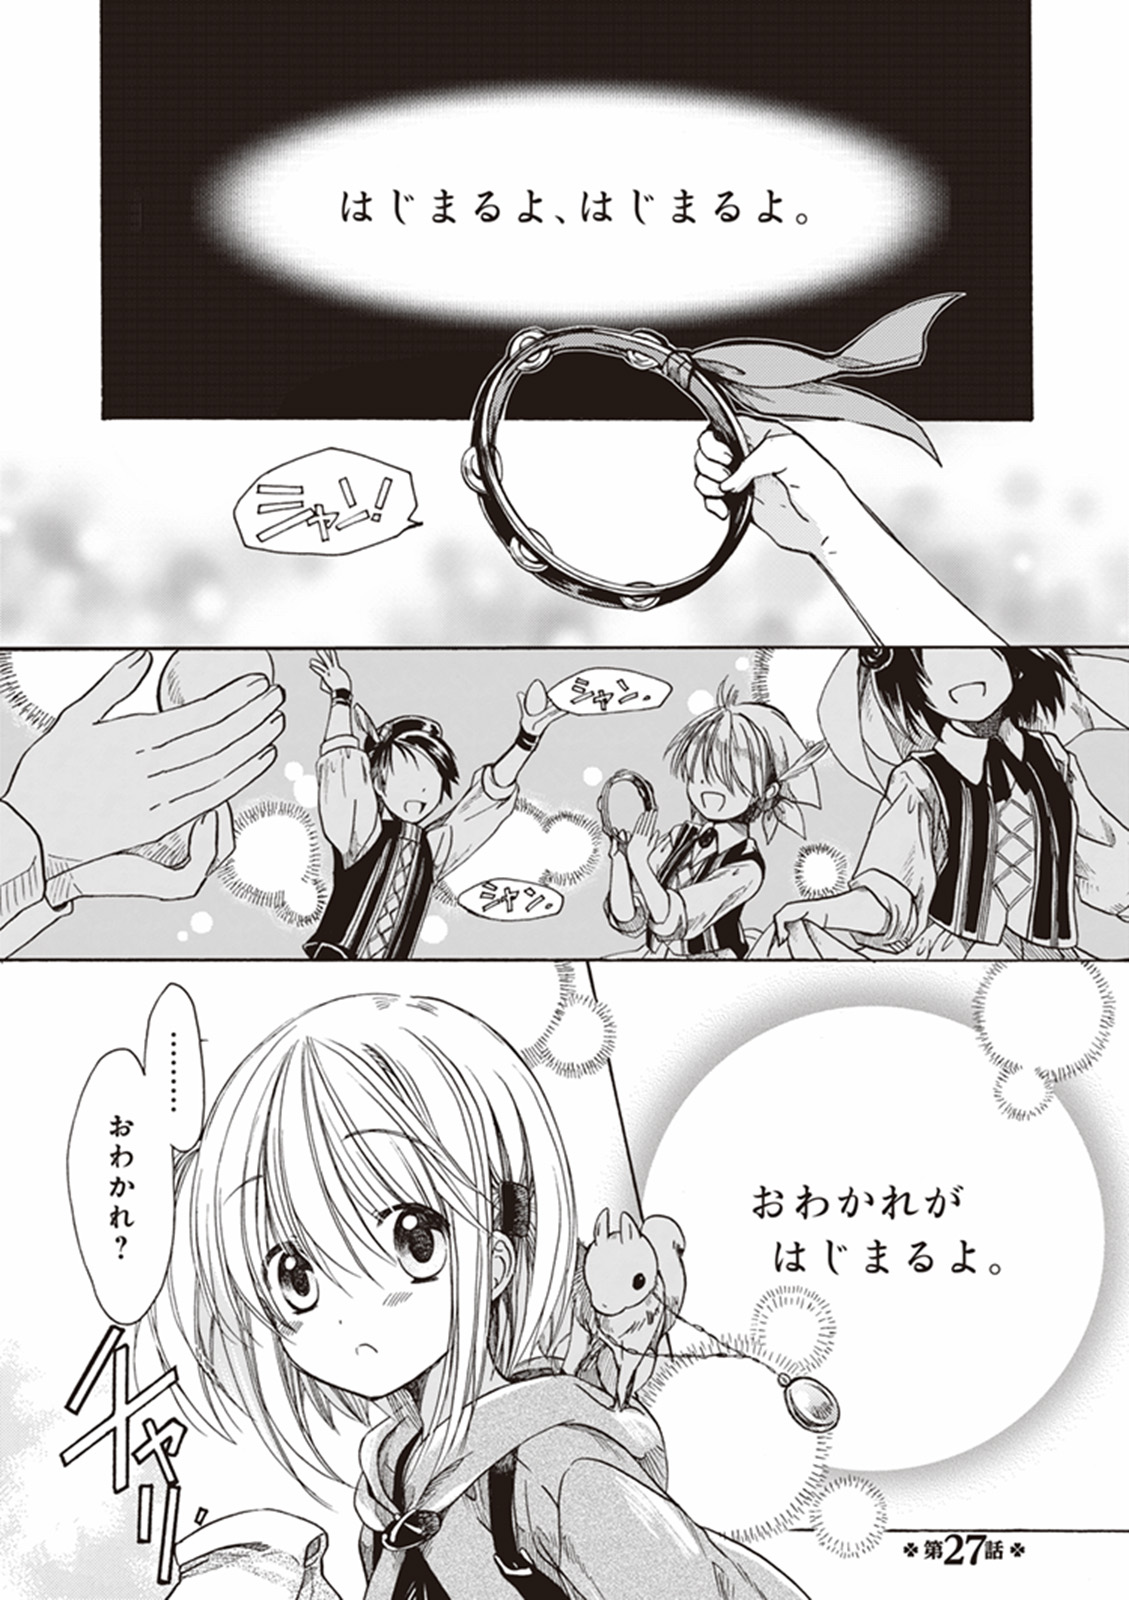 はじまるよ、はじまるよ。
シャン!
シャン・
シャン・
おわかれが
はじまるよ。
………
おわかれ?
チャリ・
第27話